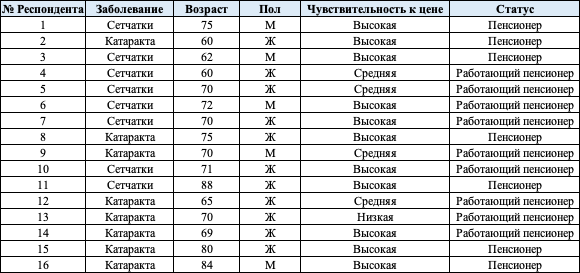 № Респондента Заболевание Возраст Пол Чувствительность к цене Статус
1 Сетчатки 75 М Высокая Пенсионер
2 Катаракта 60 Ж Высокая Пенсионер
3 Сетчатки 62 М Высокая Пенсионер
4 Сетчатки 60 Ж Средняя Работающий пенсионер
5 Сетчатки 70 Ж Средняя Работающий пенсионер
6 Сетчатки 72 М Высокая Работающий пенсионер
7 Сетчатки 70 Ж Высокая Работающий пенсионер
8 Катаракта 75 Ж Высокая Пенсионер
9 Катаракта 70 М Средняя Работающий пенсионер
10 Сетчатки 71 Ж Высокая Работающий пенсионер
11 Сетчатки 88 Ж Высокая Пенсионер
12 Катаракта 65 Ж Средняя Работающий пенсионер
13 Катаракта 70 Ж Низкая Работающий пенсионер
14 Катаракта 69 Ж Высокая Работающий пенсионер
15 Катаракта 80 Ж Высокая Пенсионер
16 Катаракта 84 М Высокая Пенсионер